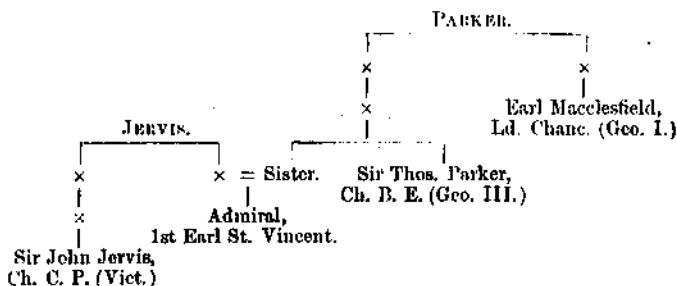 PARKER.
×
×
×
Earl Macclesfield,
Ld. Chanc. (Geo. I.)
JERVIS.
×
× = Sister.
Sir Thos. Parker,
Ch. B. E. (Geo. III.)
×
Admiral,
1st Earl St. Vincent.
Sir John Jervis,
Ch. C. P. (Vict.)